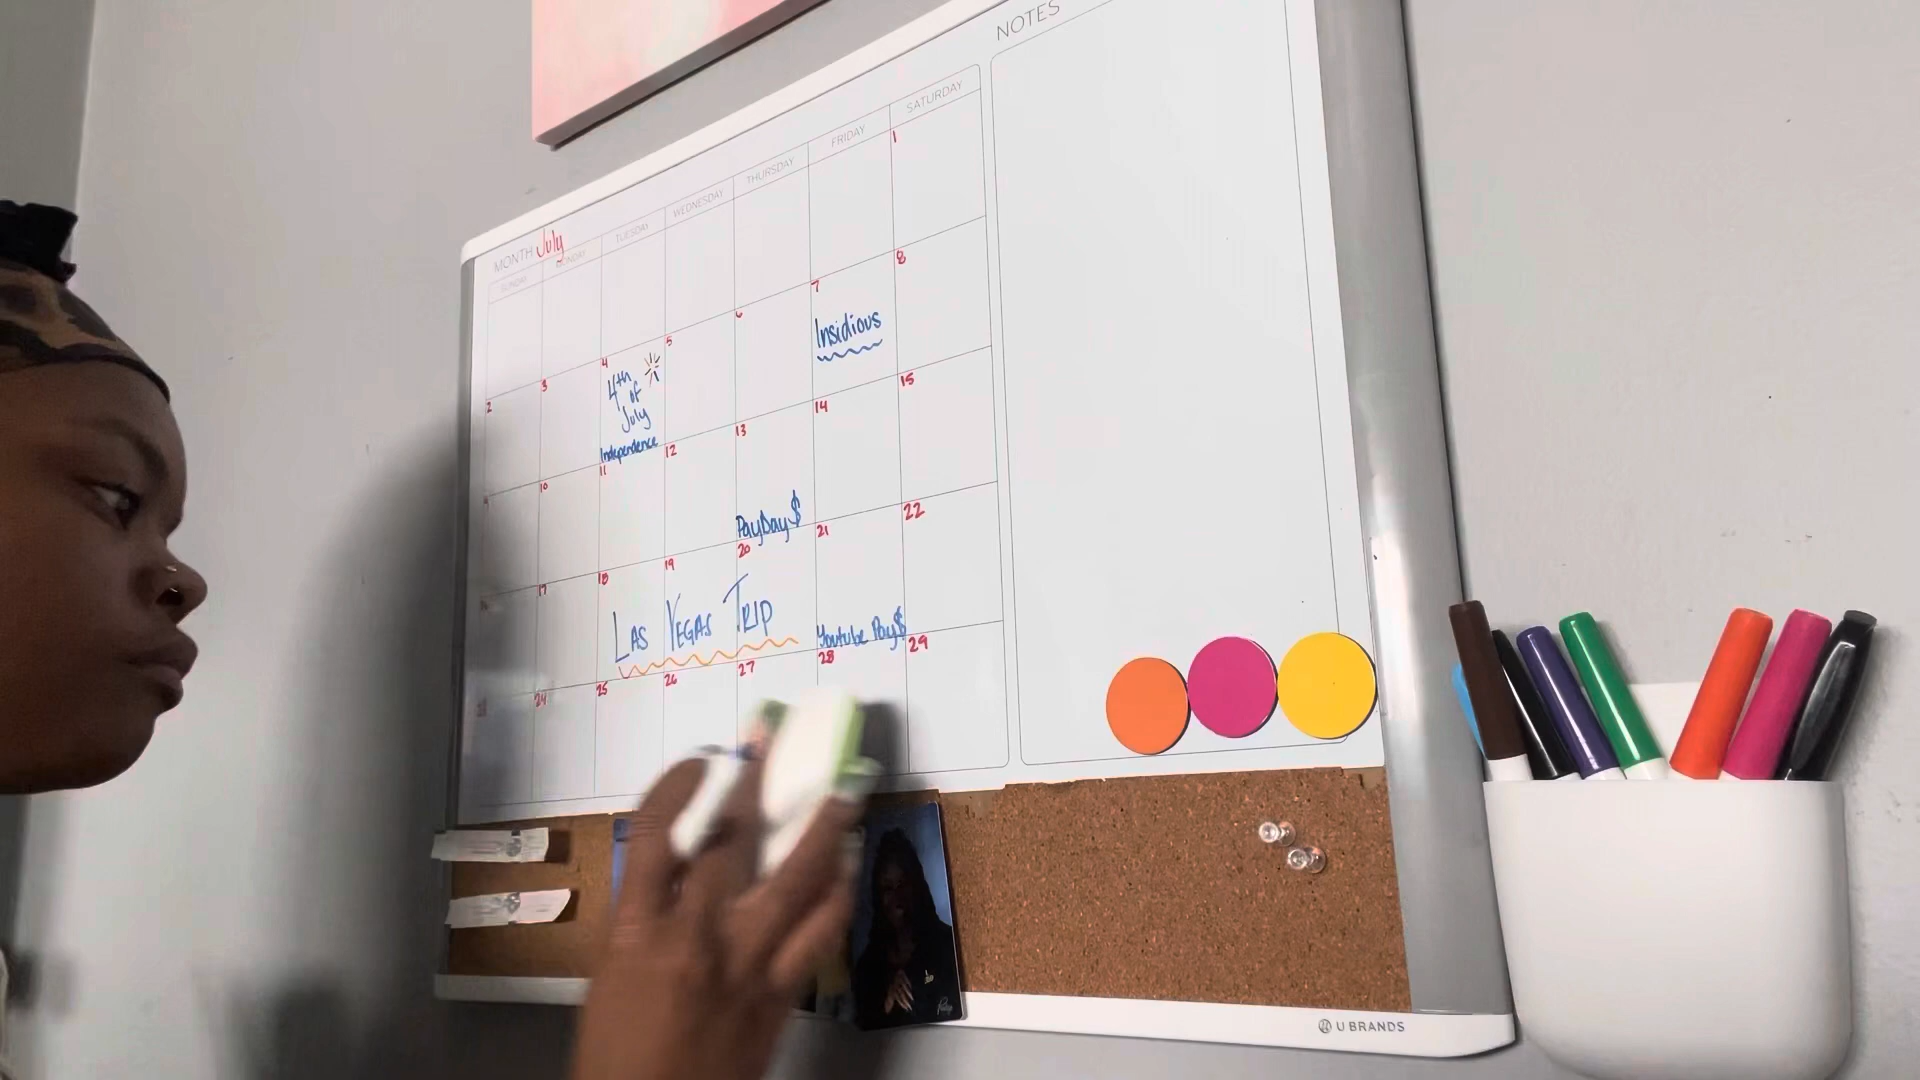 NOTES
MONTH July
SUNDAY MONDAY TUESDAY WEDNESDAY THURSDAY FRIDAY SATURDAY
1
2 3 4 5 6 7 8
4th
of
July
Independence
Insidious
10 11 12 13 14 15
PayDay $
17 18 19 20 21 22
LAS VEGAS TRIP
Youtube Pay$
24 25 26 27 28 29
U BRANDS